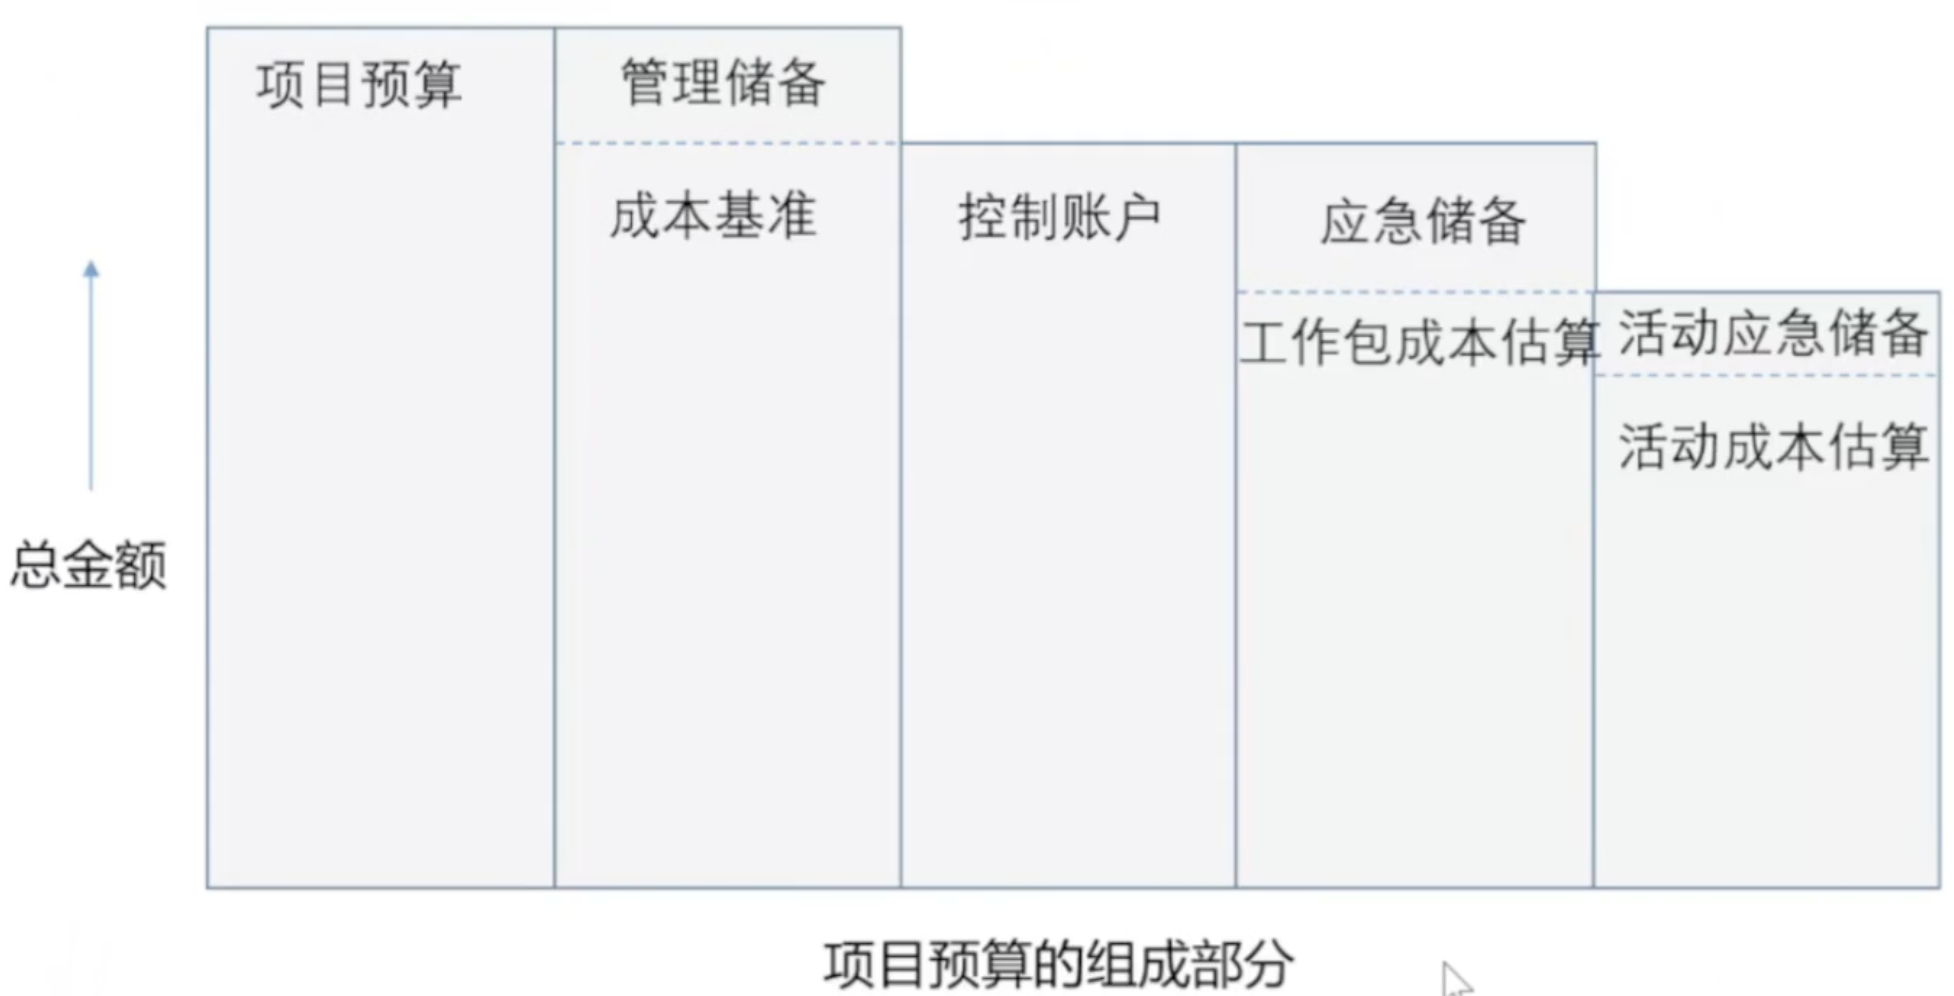 项目预算
管理储备
成本基准
控制账户
应急储备
工作包成本估算
活动应急储备
活动成本估算
总金额
项目预算的组成部分